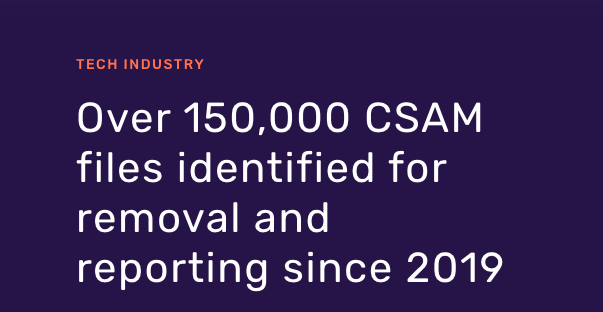 TECH INDUSTRY
Over 150,000 CSAM
files identified for
removal and
reporting since 2019